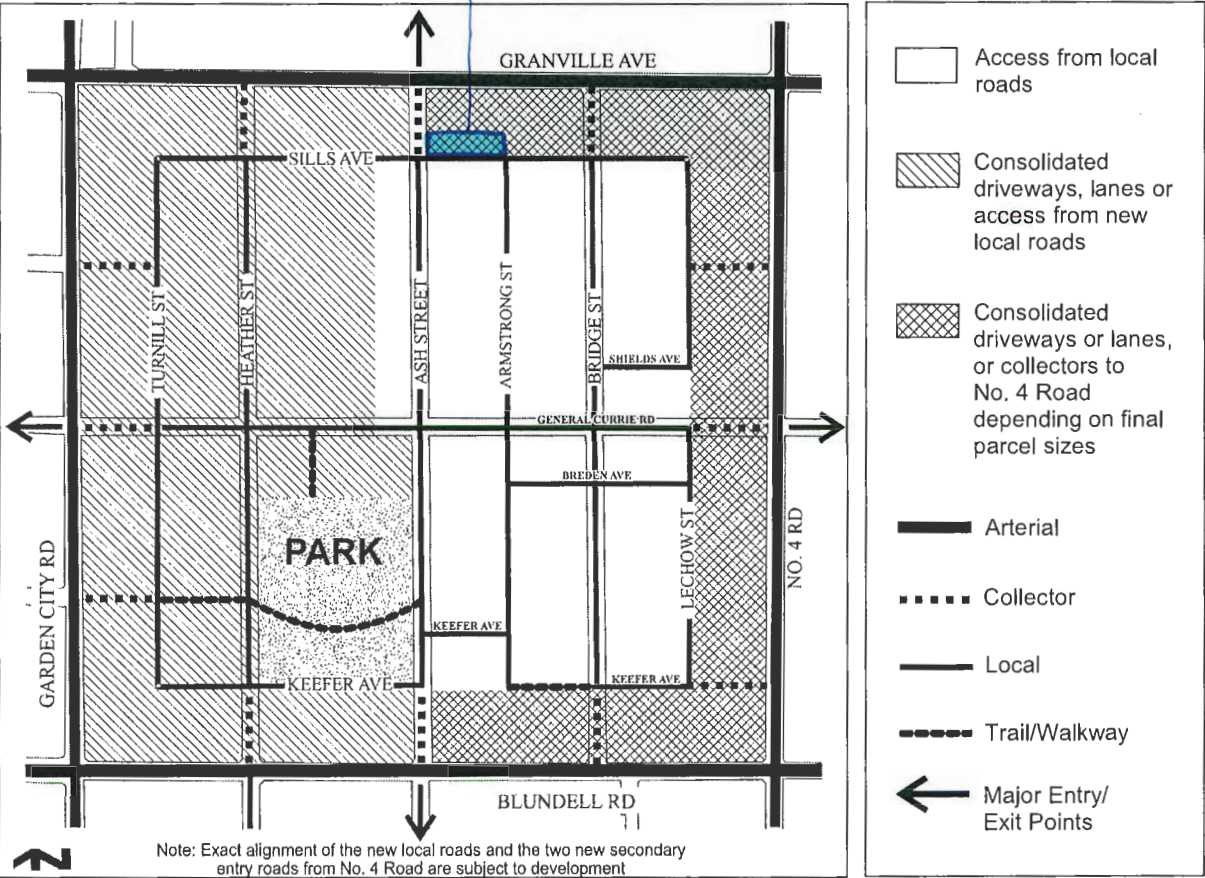 GRANVILLE AVE
SILLS AVE
TURNILL ST
HEATHER ST
ASH STREET
ARMSTRONG ST
BRIDGE ST
SHIELDS AVE
GENERAL CURRIE RD
BREDEN AVE
PARK
LECHOW ST
NO. 4 RD
GARDEN CITY RD
KEEFER AVE
KEEFER AVE
KEEFER AVE
BLUNDELL RD
N
Note: Exact alignment of the new local roads and the two new secondary
entry roads from No. 4 Road are subject to development
Access from local
roads
Consolidated
driveways, lanes or
access from new
local roads
Consolidated
driveways or lanes,
or collectors to
No. 4 Road
depending on final
parcel sizes
Arterial
Collector
Local
Trail/Walkway
Major Entry/
Exit Points